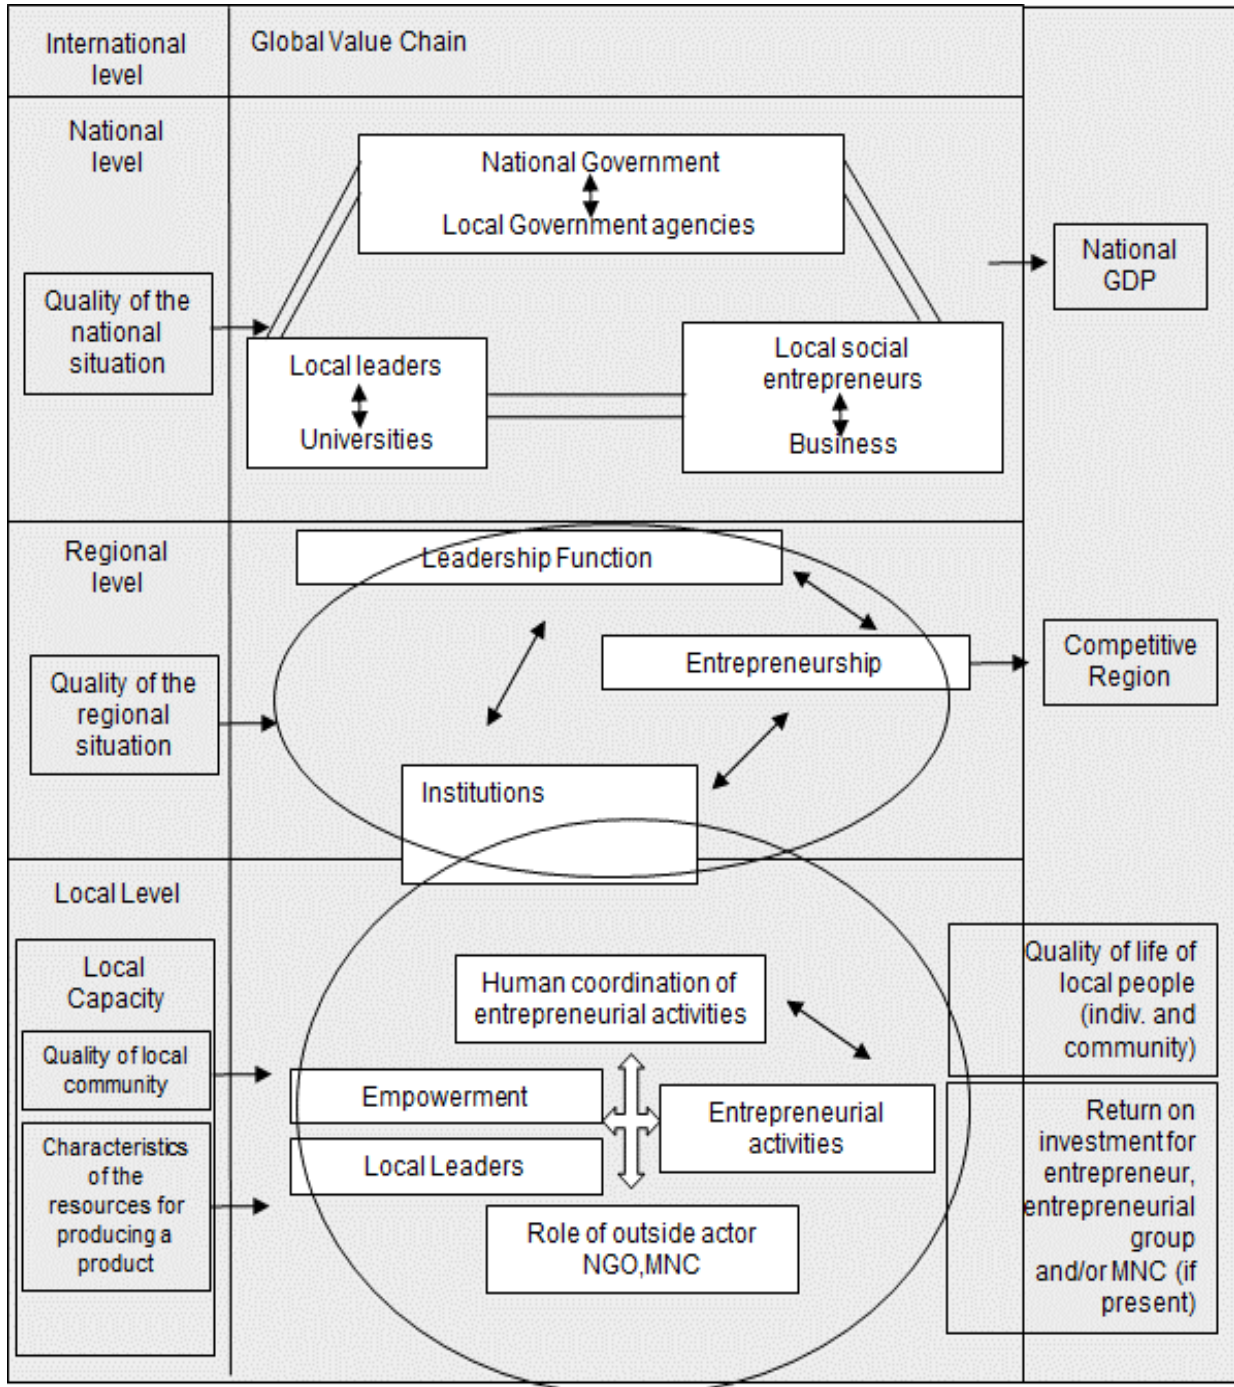 International
level
Global Value Chain
National
level
National Government
Local Government agencies
National
GDP
Quality of the
national
situation
Local leaders
Universities
Local social
entrepreneurs
Business
Regional
level
Leadership Function
Entrepreneurship
Competitive
Region
Quality of the
regional
situation
Institutions
Local Level
Local
Capacity
Quality of local
community
Characteristics
of the
resources for
producing a
product
Human coordination of
entrepreneurial activities
Empowerment
Local Leaders
Entrepreneurial
activities
Role of outside actor
NGO,MNC
Quality of life of
local people
(indiv. and
community)
Return on
investment for
entrepreneur,
entrepreneurial
group
and/or MNC (if
present)